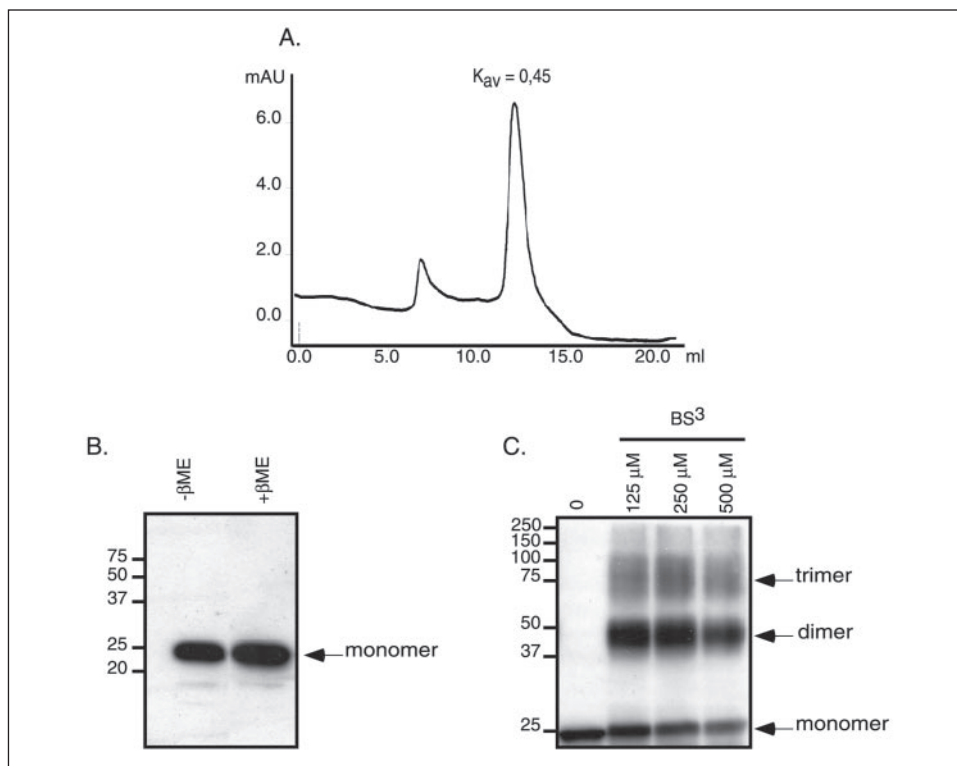 A.
mAU
K_av = 0,45
6.0
4.0
2.0
0.0
0.0 5.0 10.0 15.0 20.0 ml
B.
-βME
+βME
75
50
37
25
20
monomer
C.
BS³
0
125 μM
250 μM
500 μM
250
150
100
75
50
37
25
trimer
dimer
monomer